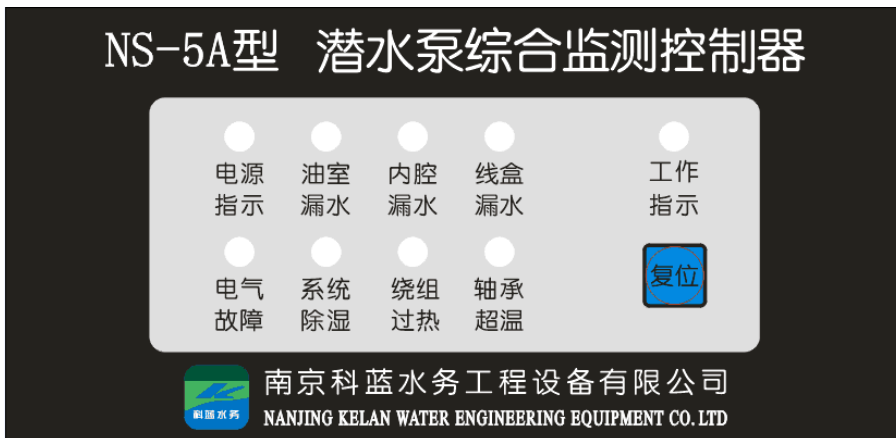 NS-5A型 潜水泵综合监测控制器
电源指示 油室漏水 内腔漏水 线盒漏水 工作指示
电气故障 系统除湿 绕组过热 轴承超温 复位
科蓝水务
南京科蓝水务工程设备有限公司
NANJING KELAN WATER ENGINEERING EQUIPMENT CO. LTD